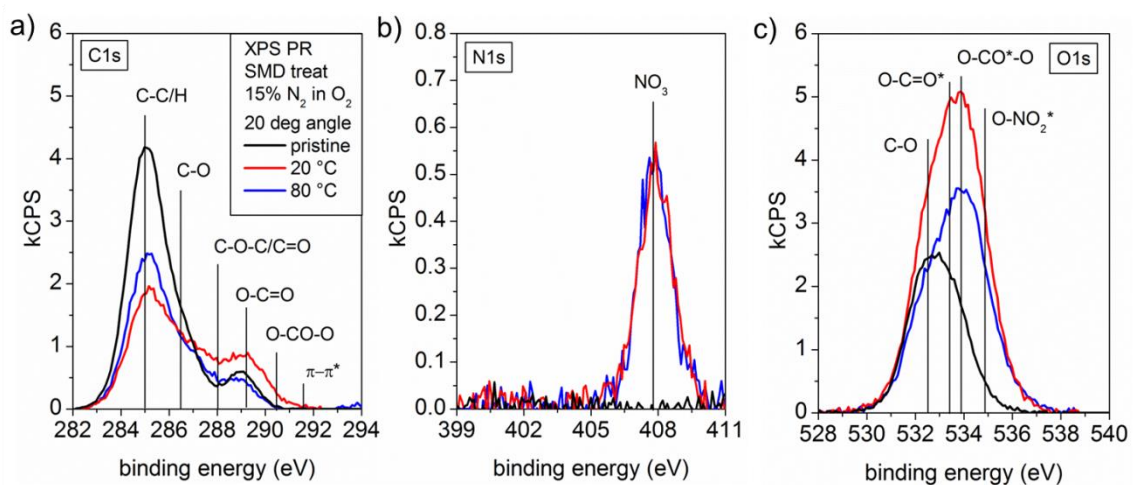 a)
C1s
XPS PR
SMD treat
15% N₂ in O₂
20 deg angle
pristine
20 °C
80 °C
C-C/H
C-O
C-O-C/C=O
O-C=O
O-CO-O
π–π*
kCPS
6
5
4
3
2
1
0
282 284 286 288 290 292 294
binding energy (eV)
b)
N1s
NO₃
kCPS
0.8
0.7
0.6
0.5
0.4
0.3
0.2
0.1
0.0
399 402 405 408 411
binding energy (eV)
c)
O1s
O-CO*-O
O-C=O*
O-NO₂*
C-O
kCPS
6
5
4
3
2
1
0
528 530 532 534 536 538 540
binding energy (eV)